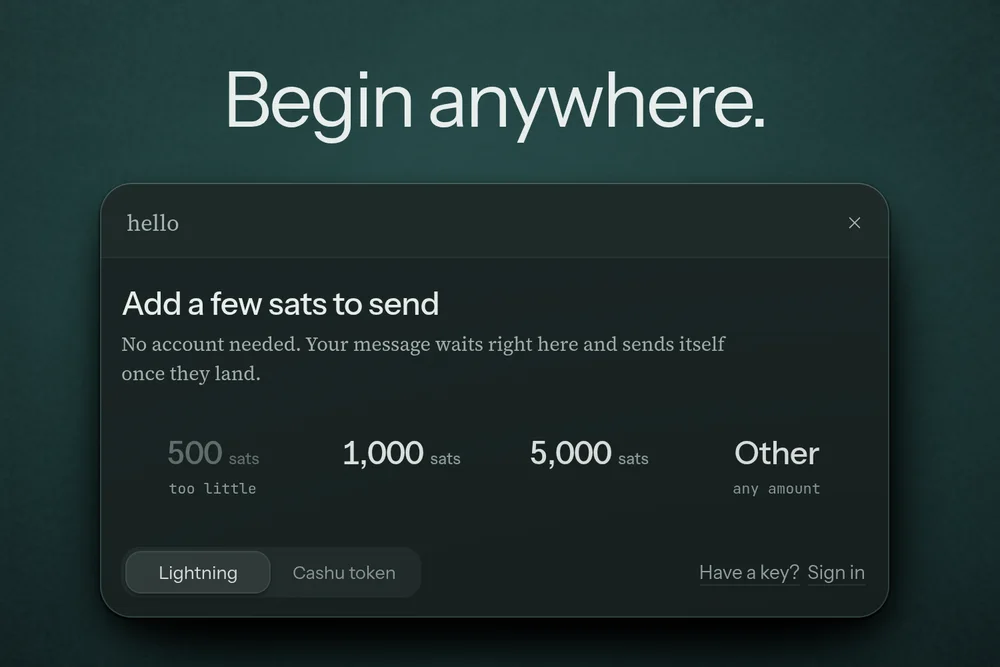 Begin anywhere.
hello
Add a few sats to send
No account needed. Your message waits right here and sends itself
once they land.
500 sats
too little
1,000 sats
5,000 sats
Other
any amount
Lightning
Cashu token
Have a key? Sign in